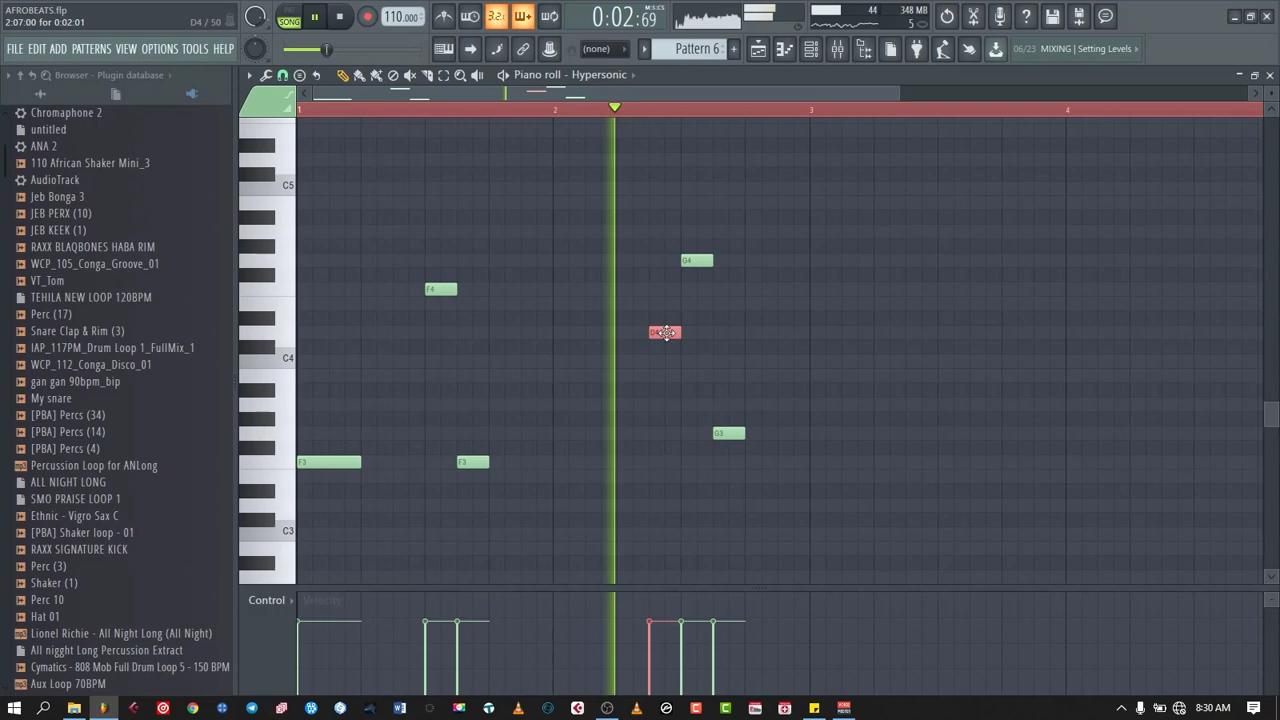 AFROBEATS.flp
2:07:00 / 0:02:01
D4 / 50
PAT
SONG
110.000
3.2
0:02:69
M:S:CS
44
348 MB
5
FILE EDIT ADD PATTERNS VIEW OPTIONS TOOLS HELP
(none)
Pattern 6
06/23 MIXING | Setting Levels
Browser - Plugin database
Piano roll - Hypersonic
Chromaphone 2
untitled
ANA 2
110 African Shaker Mini_3
AudioTrack
Jeb Bonga 3
JEB PERX (10)
JEB KEEK (1)
RAXX BLAQBONES HABA RIM
WCP_105_Conga_Groove_01
VT_Tom
TEHILA NEW LOOP 120BPM
Perc (17)
Snare Clap & Rim (3)
IAP_117PM_Drum Loop 1_FullMix_1
WCP_112_Conga_Disco_01
gan gan 90bpm_bip
My snare
[PBA] Percs (34)
[PBA] Percs (14)
[PBA] Percs (4)
Percussion Loop for ANLong
ALL NIGHT LONG
SMO PRAISE LOOP 1
Ethnic - Vigro Sax C
[PBA] Shaker loop - 01
RAXX SIGNATURE KICK
Perc (3)
Shaker (1)
Perc 10
Hat 01
Lionel Richie - All Night Long (All Night)
All nigght Long Percussion Extract
Cymatics - 808 Mob Full Drum Loop 5 - 150 BPM
Aux Loop 70BPM
1
2
3
4
C5
C4
C3
G4
F4
D4
G3
F3
F3
Control
Velocity
8:30 AM